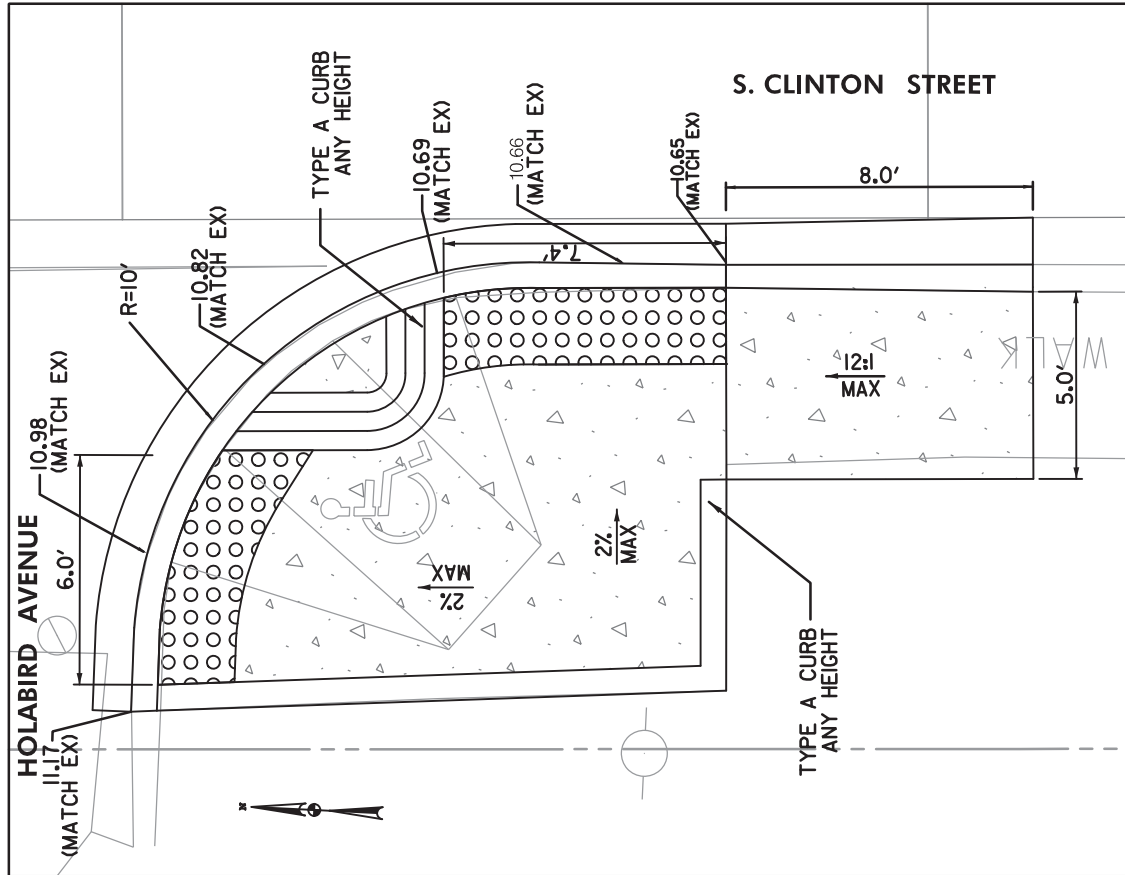 S. CLINTON STREET
TYPE A CURB
ANY HEIGHT
10.69
(MATCH EX)
10.66
(MATCH EX)
10.65
(MATCH EX)
8.0'
7.4'
R=10'
10.82
(MATCH EX)
10.98
(MATCH EX)
HOLABIRD AVENUE
6.0'
11.17
(MATCH EX)
12:1
MAX
WALK
5.0'
2%
MAX
2%
MAX
TYPE A CURB
ANY HEIGHT